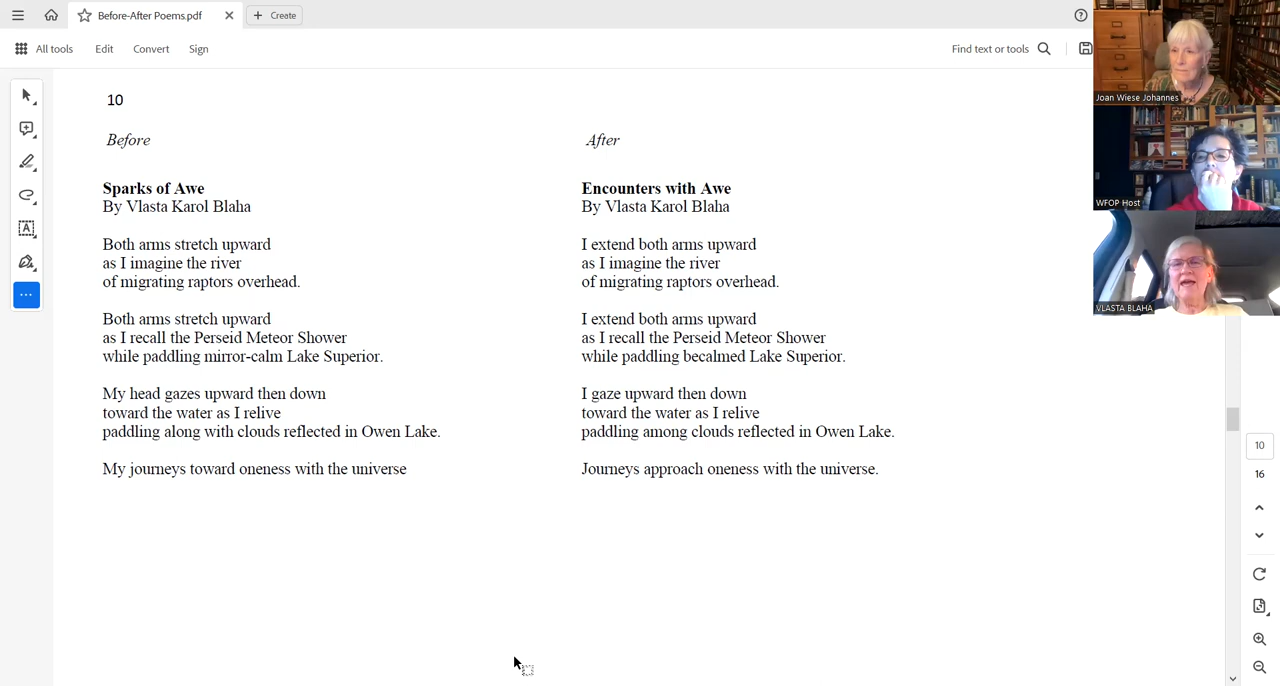 Before-After Poems.pdf
Create
All tools
Edit
Convert
Sign
Find text or tools
10
Before
Sparks of Awe
By Vlasta Karol Blaha
Both arms stretch upward
as I imagine the river
of migrating raptors overhead.
Both arms stretch upward
as I recall the Perseid Meteor Shower
while paddling mirror-calm Lake Superior.
My head gazes upward then down
toward the water as I relive
paddling along with clouds reflected in Owen Lake.
My journeys toward oneness with the universe
After
Encounters with Awe
By Vlasta Karol Blaha
I extend both arms upward
as I imagine the river
of migrating raptors overhead.
I extend both arms upward
as I recall the Perseid Meteor Shower
while paddling becalmed Lake Superior.
I gaze upward then down
toward the water as I relive
paddling among clouds reflected in Owen Lake.
Journeys approach oneness with the universe.
Joan Wiese Johannes
WFOP Host
VLASTA BLAHA
10
16